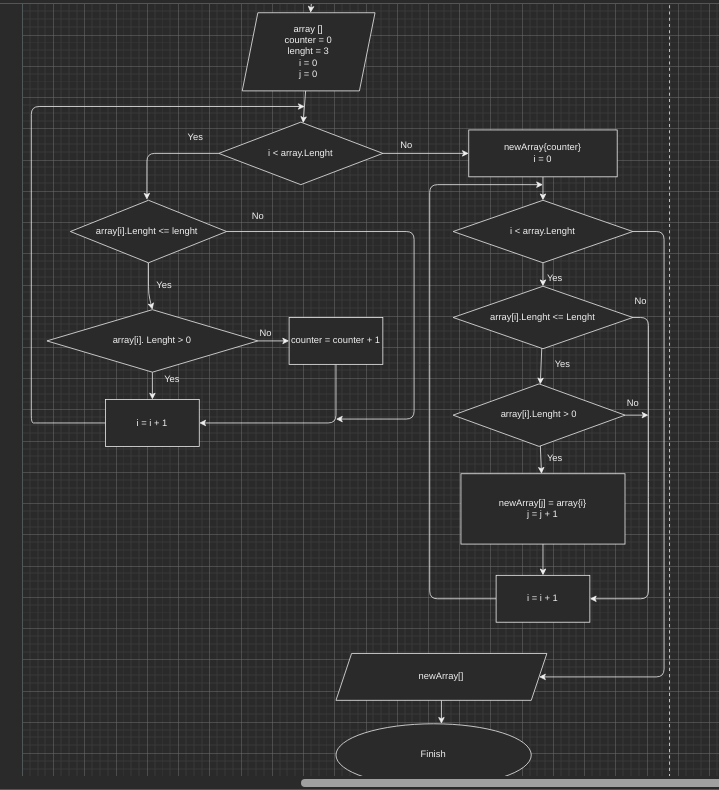 array []
counter = 0
lenght = 3
i = 0
j = 0
Yes
i < array.Lenght
No
newArray{counter}
i = 0
array[i].Lenght <= lenght
No
i < array.Lenght
Yes
Yes
array[i].Lenght <= Lenght
No
array[i]. Lenght > 0
No
counter = counter + 1
Yes
Yes
array[i].Lenght > 0
No
i = i + 1
Yes
newArray[j] = array{i}
j = j + 1
i = i + 1
newArray[]
Finish